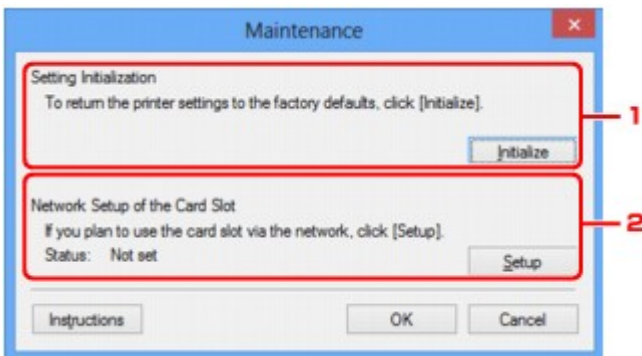 Maintenance
Setting Initialization
To return the printer settings to the factory defaults, click [Initialize].
1
Initialize
Network Setup of the Card Slot
If you plan to use the card slot via the network, click [Setup].
2
Status: Not set
Setup
Instructions OK Cancel